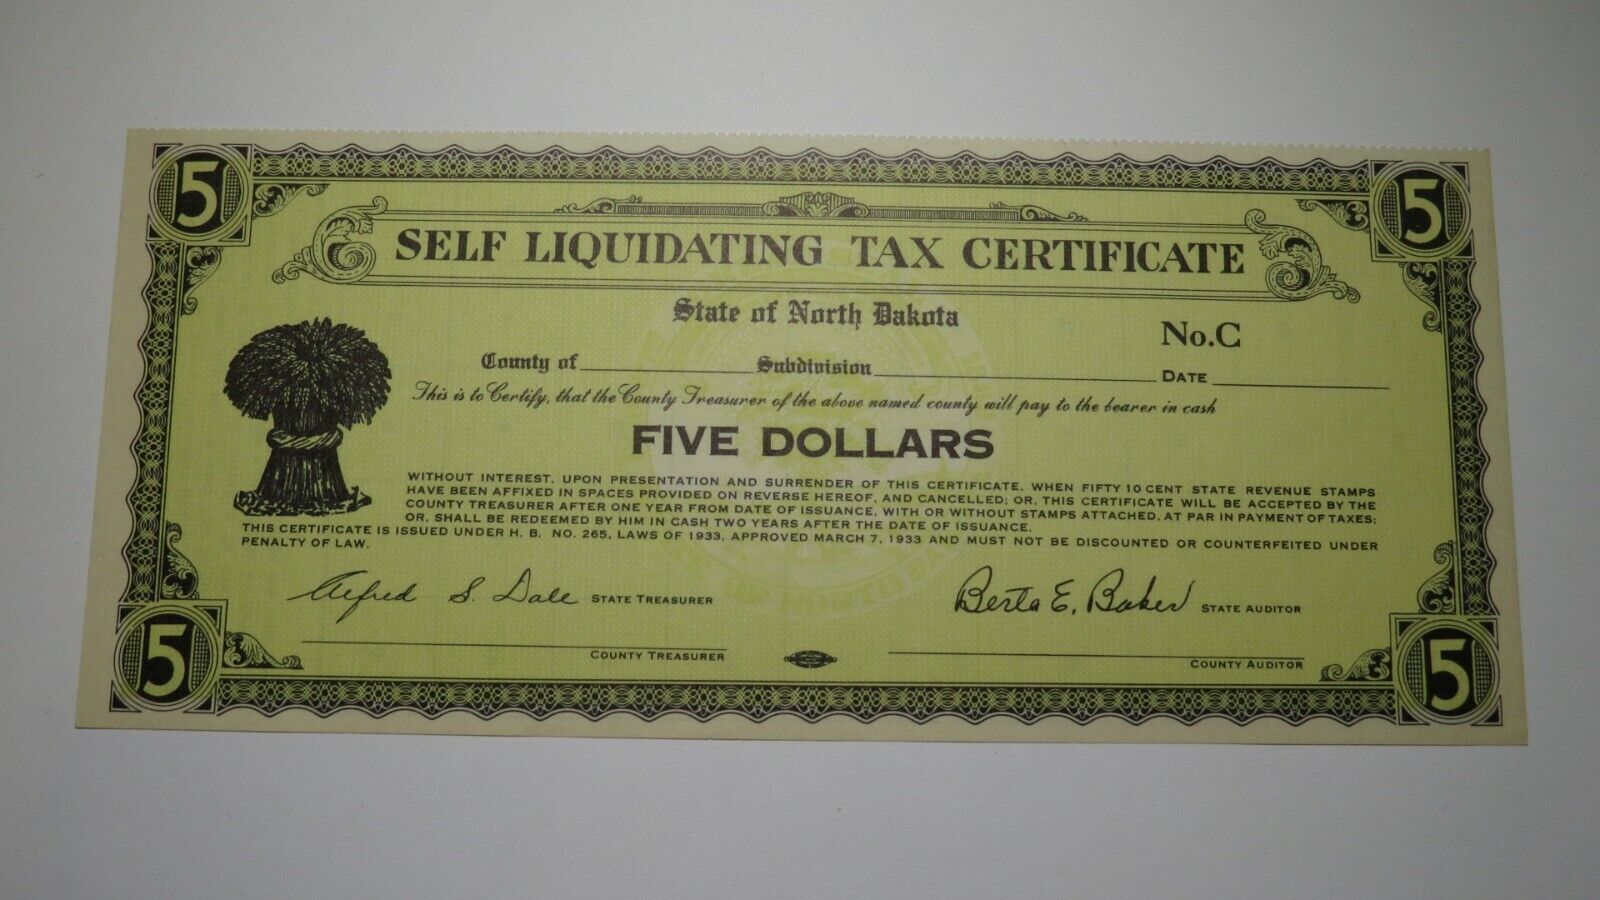 5 5
SELF LIQUIDATING TAX CERTIFICATE
State of North Dakota
No. C
County of Subdivision DATE
This is to Certify, that the County Treasurer of the above named county will pay to the bearer in cash
FIVE DOLLARS
WITHOUT INTEREST, UPON PRESENTATION AND SURRENDER OF THIS CERTIFICATE, WHEN FIFTY 10 CENT STATE REVENUE STAMPS
HAVE BEEN AFFIXED IN SPACES PROVIDED ON REVERSE HEREOF, AND CANCELLED; OR, THIS CERTIFICATE WILL BE ACCEPTED BY THE
COUNTY TREASURER AFTER ONE YEAR FROM DATE OF ISSUANCE, WITH OR WITHOUT STAMPS ATTACHED, AT PAR IN PAYMENT OF TAXES;
OR, SHALL BE REDEEMED BY HIM IN CASH TWO YEARS AFTER THE DATE OF ISSUANCE.
THIS CERTIFICATE IS ISSUED UNDER H. B. NO. 265, LAWS OF 1933, APPROVED MARCH 7, 1933 AND MUST NOT BE DISCOUNTED OR COUNTERFEITED UNDER
PENALTY OF LAW.
Alfred S. Dale STATE TREASURER Berta E. Baker STATE AUDITOR
COUNTY TREASURER COUNTY AUDITOR
5 5